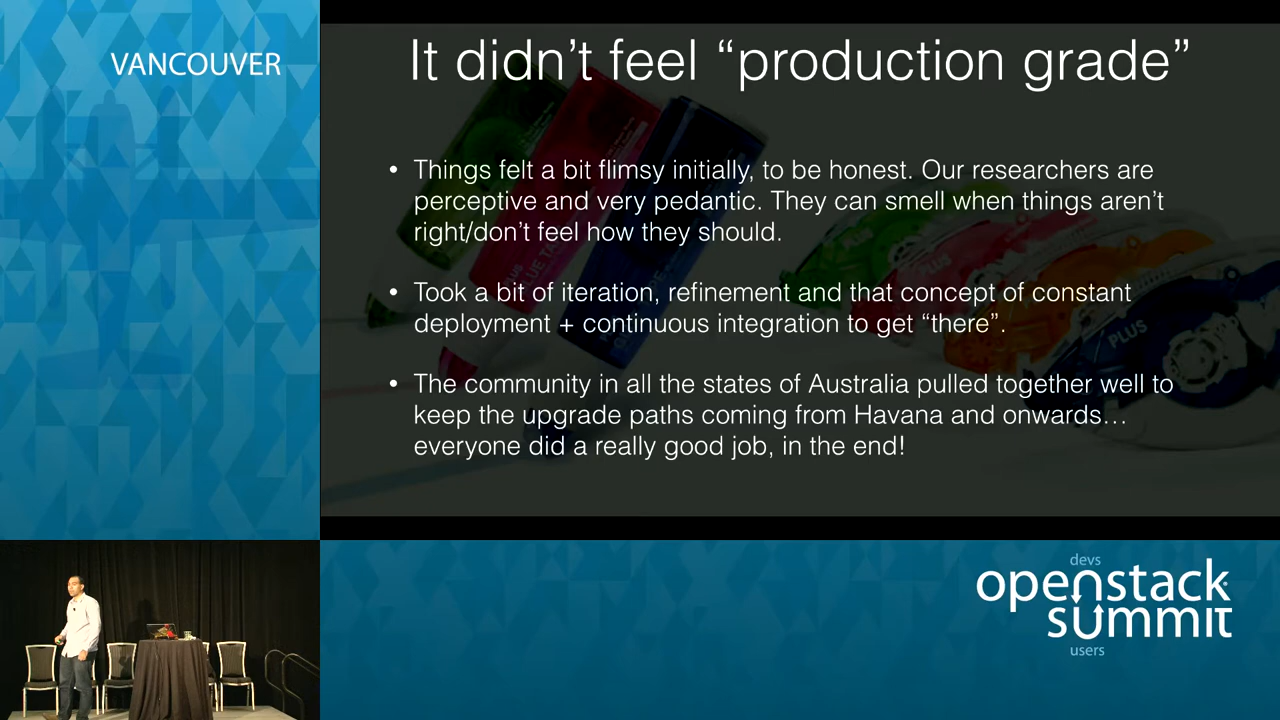 VANCOUVER
It didn’t feel “production grade”
• Things felt a bit flimsy initially, to be honest. Our researchers are
perceptive and very pedantic. They can smell when things aren’t
right/don’t feel how they should.
• Took a bit of iteration, refinement and that concept of constant
deployment + continuous integration to get “there”.
• The community in all the states of Australia pulled together well to
keep the upgrade paths coming from Havana and onwards…
everyone did a really good job, in the end!
PLUS
PLUS
devs
openstack
summit
users